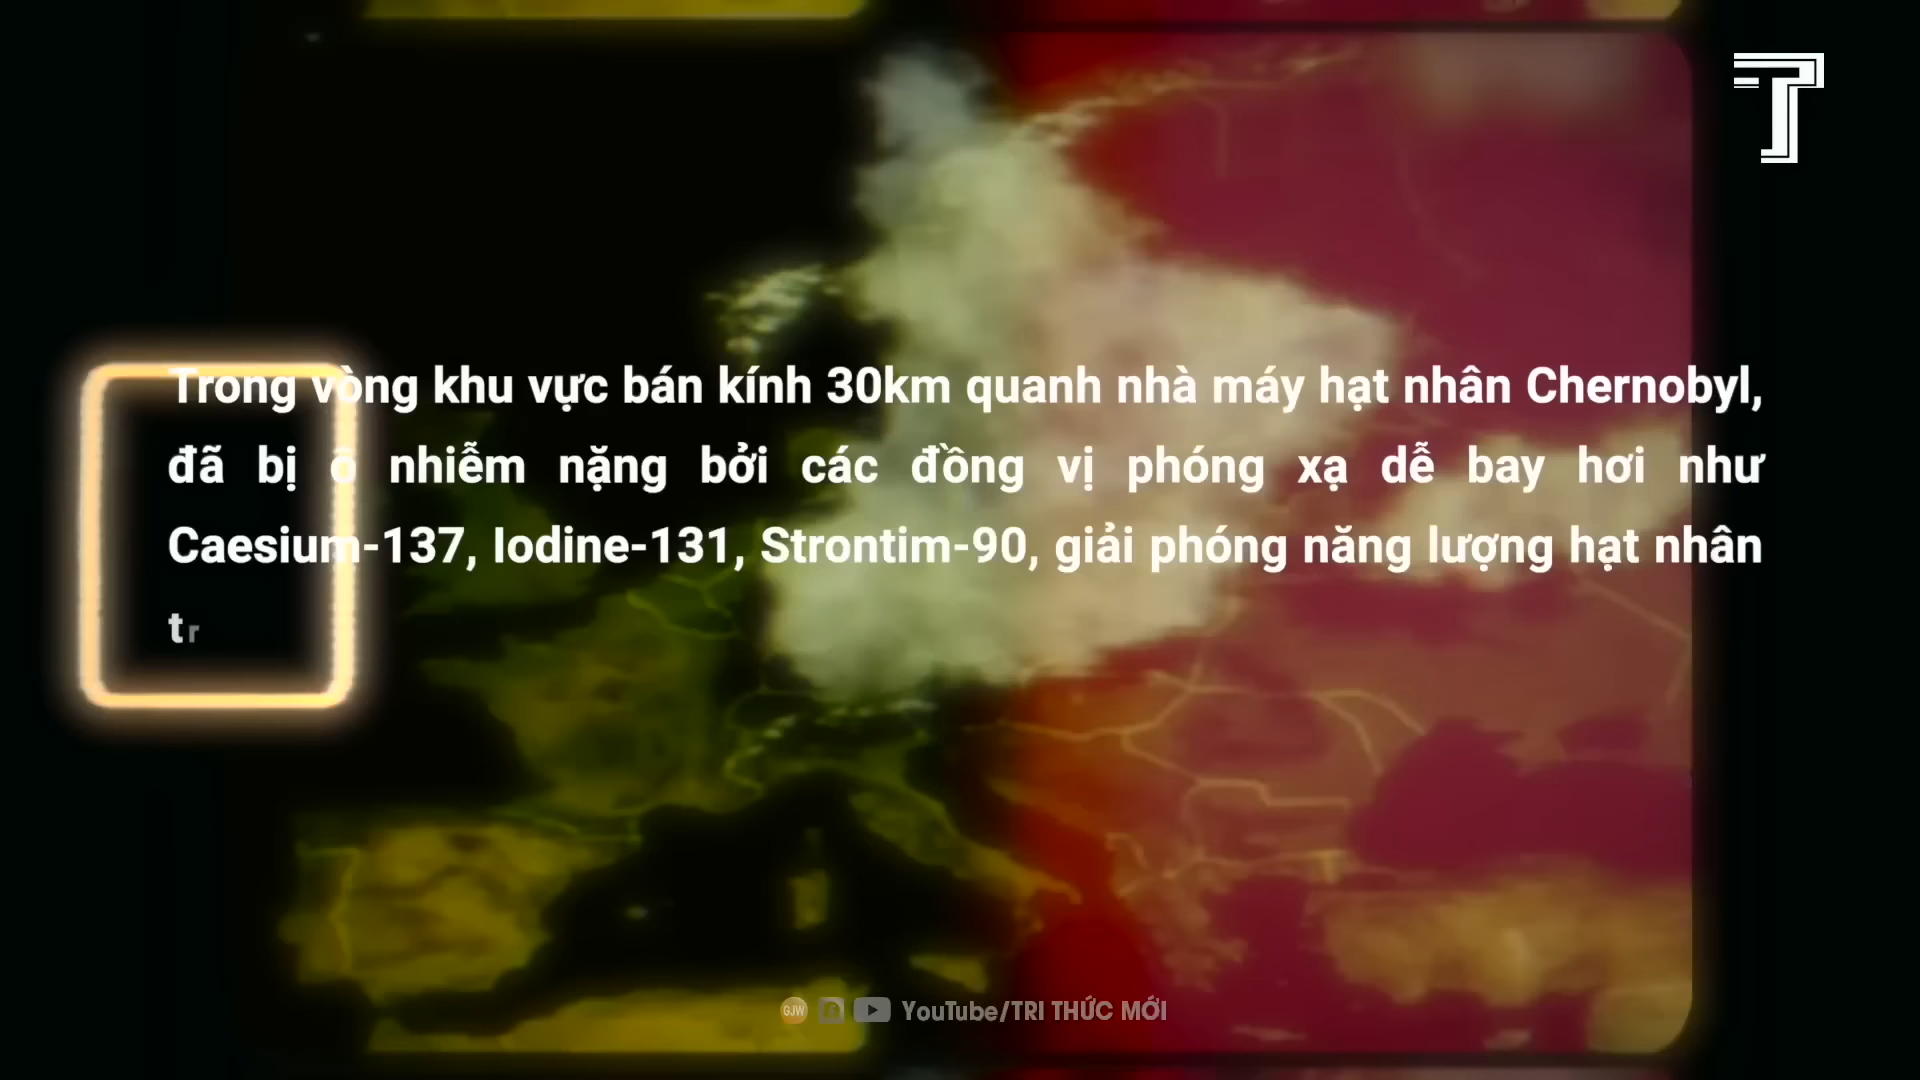 Trong vòng khu vực bán kính 30km quanh nhà máy hạt nhân Chernobyl,
đã bị ô nhiễm nặng bởi các đồng vị phóng xạ dễ bay hơi như
Caesium-137, Iodine-131, Strontim-90, giải phóng năng lượng hạt nhân
tr
GJW YouTube/TRI THỨC MỚI